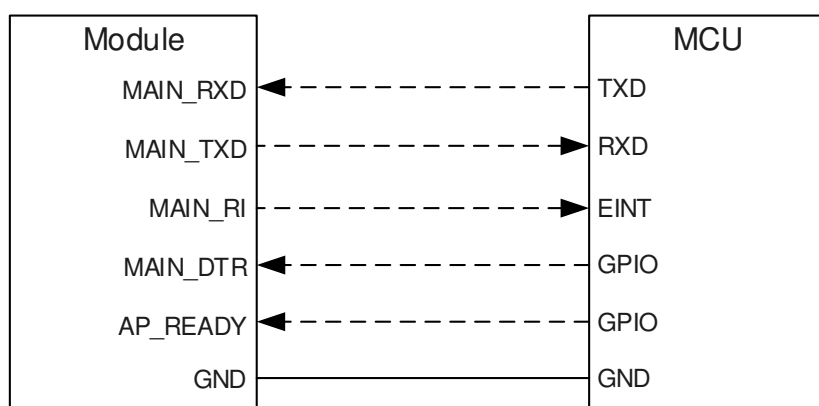 Module MCU
MAIN_RXD TXD
MAIN_TXD RXD
MAIN_RI EINT
MAIN_DTR GPIO
AP_READY GPIO
GND GND